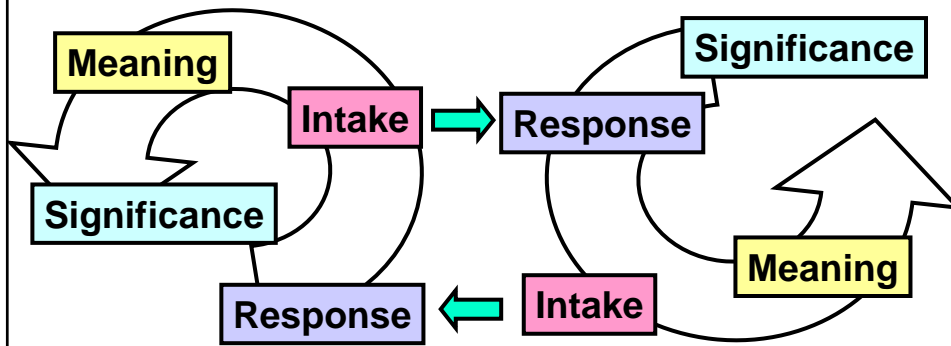 Meaning
Intake
Significance
Response
Significance
Response
Meaning
Intake